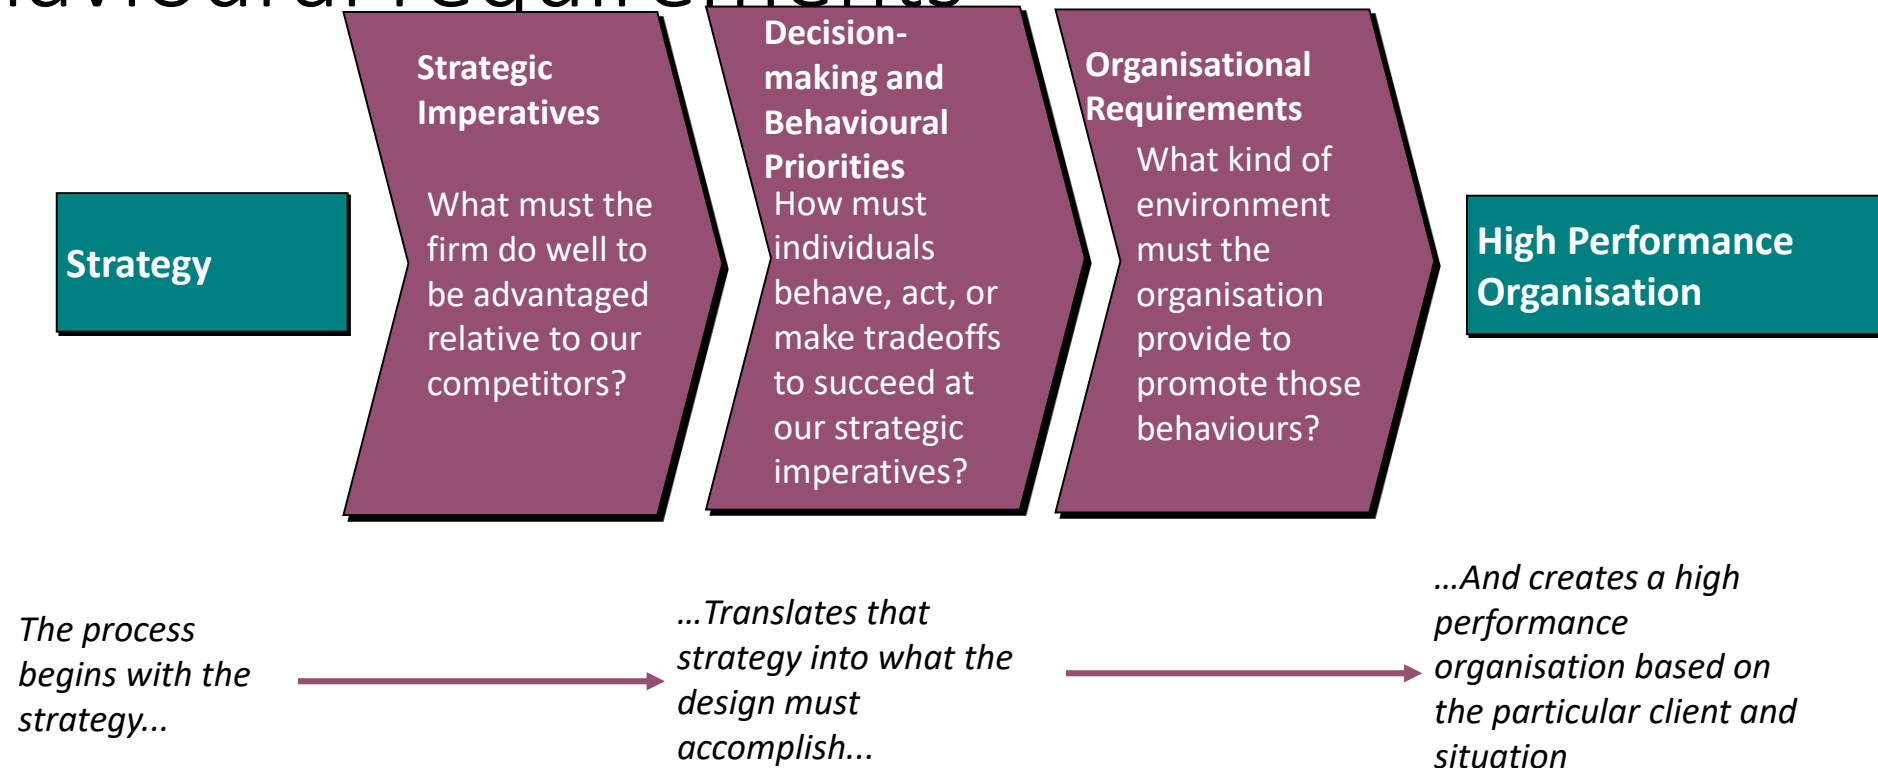 Strategy
Strategic
Imperatives
What must the
firm do well to
be advantaged
relative to our
competitors?
Decision-
making and
Behavioural
Priorities
How must
individuals
behave, act, or
make tradeoffs
to succeed at
our strategic
imperatives?
Organisational
Requirements
What kind of
environment
must the
organisation
provide to
promote those
behaviours?
High Performance
Organisation
The process
begins with the
strategy...
...Translates that
strategy into what the
design must
accomplish...
...And creates a high
performance
organisation based on
the particular client and
situation